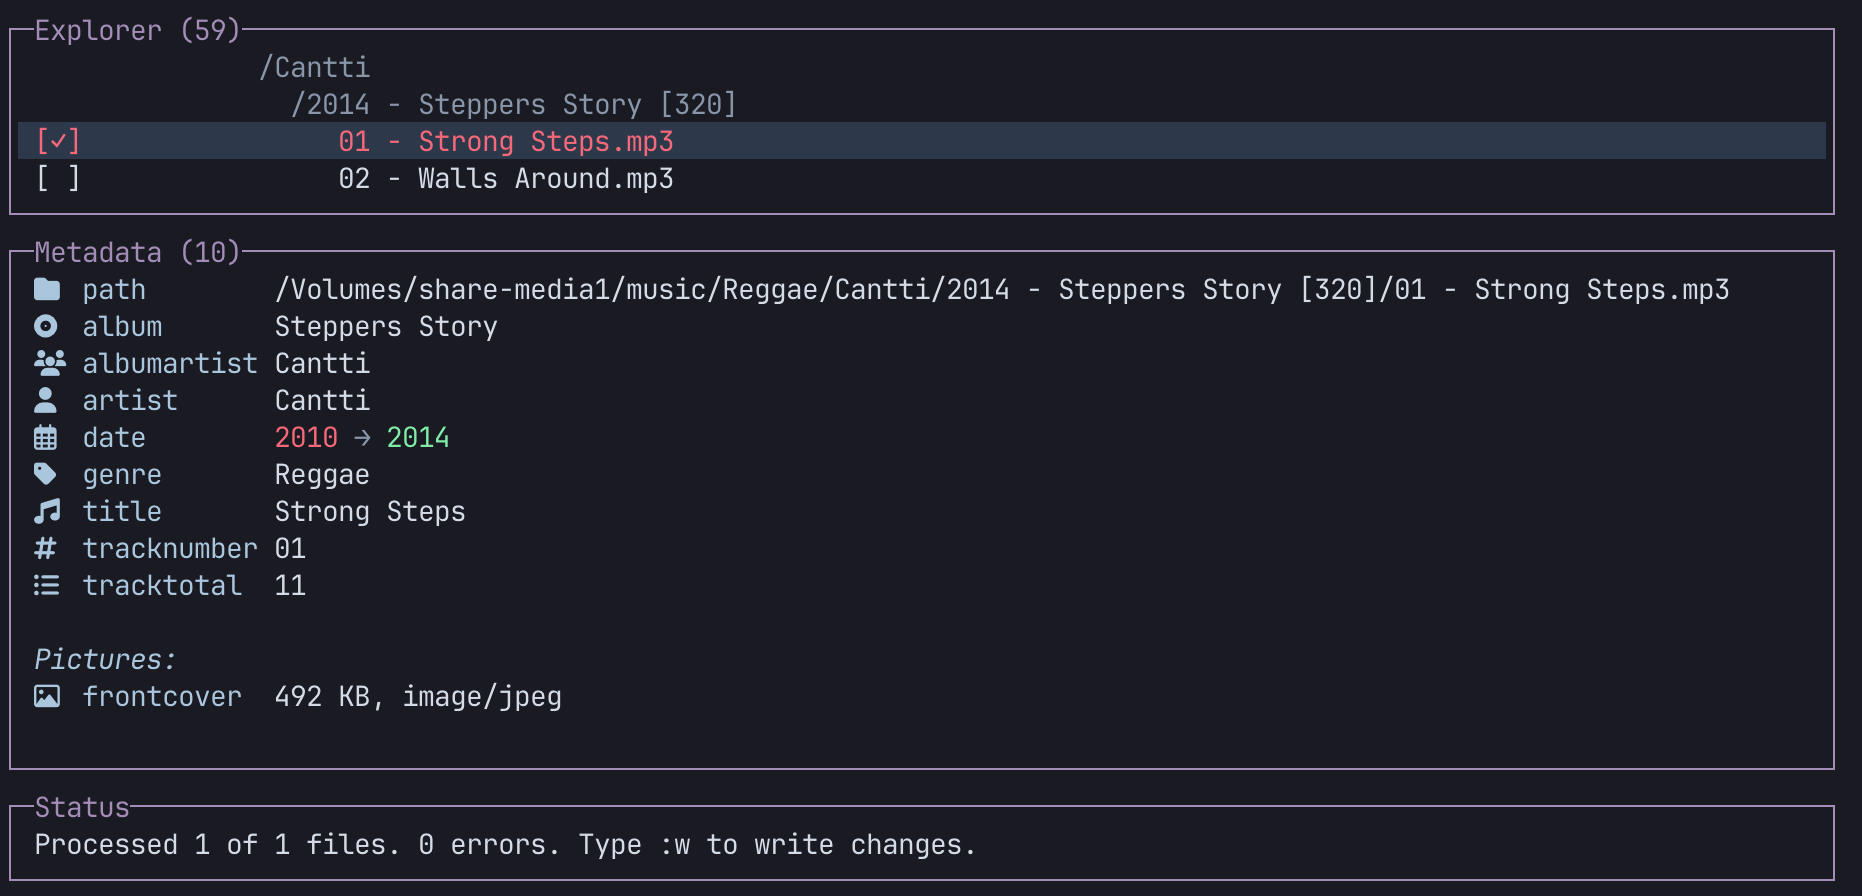 Explorer (59)
/Cantti
/2014 - Steppers Story [320]
[✓] 01 - Strong Steps.mp3
[ ] 02 - Walls Around.mp3
Metadata (10)
path /Volumes/share-media1/music/Reggae/Cantti/2014 - Steppers Story [320]/01 - Strong Steps.mp3
album Steppers Story
albumartist Cantti
artist Cantti
date 2010 → 2014
genre Reggae
title Strong Steps
# tracknumber 01
tracktotal 11
Pictures:
frontcover 492 KB, image/jpeg
Status
Processed 1 of 1 files. 0 errors. Type :w to write changes.